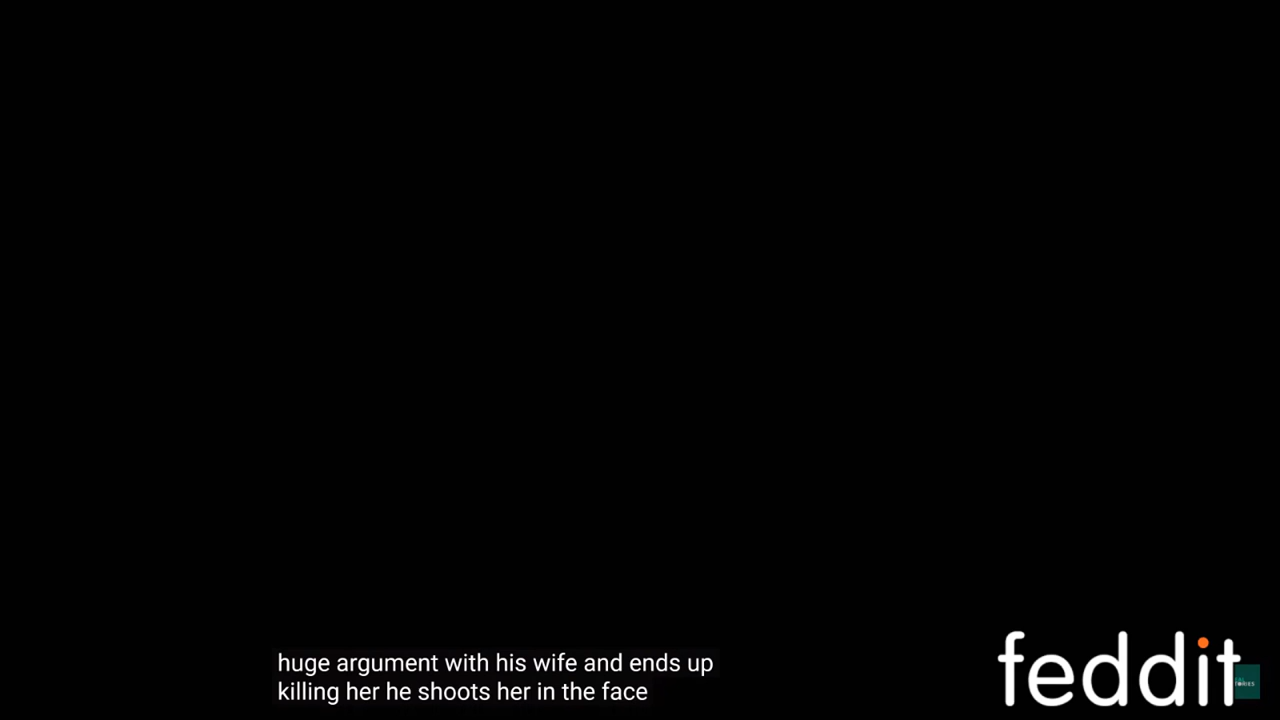 huge argument with his wife and ends up
killing her he shoots her in the face
feddit